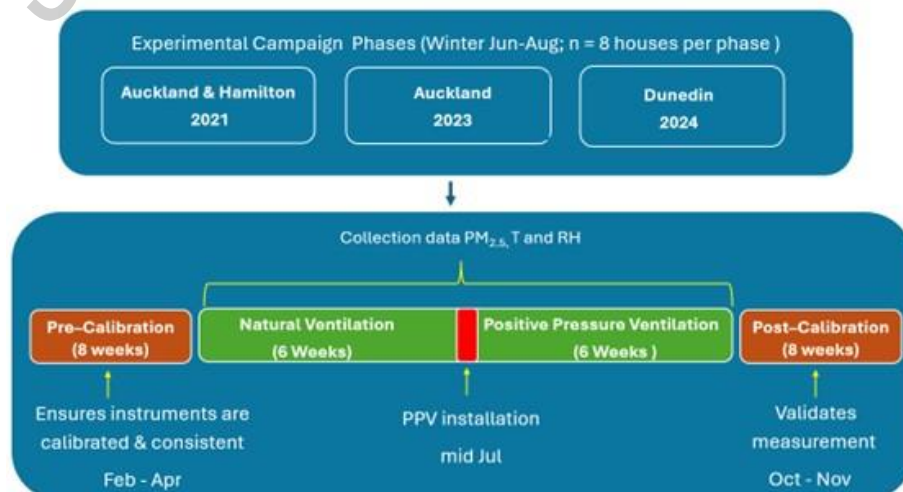 Experimental Campaign Phases (Winter Jun-Aug; n = 8 houses per phase )
Auckland & Hamilton
2021
Auckland
2023
Dunedin
2024
Collection data PM2.5, T and RH
Pre–Calibration
(8 weeks)
Natural Ventilation
(6 Weeks)
Positive Pressure Ventilation
(6 Weeks )
Post–Calibration
(8 weeks)
Ensures instruments are
calibrated & consistent
Feb - Apr
PPV installation
mid Jul
Validates
measurement
Oct - Nov